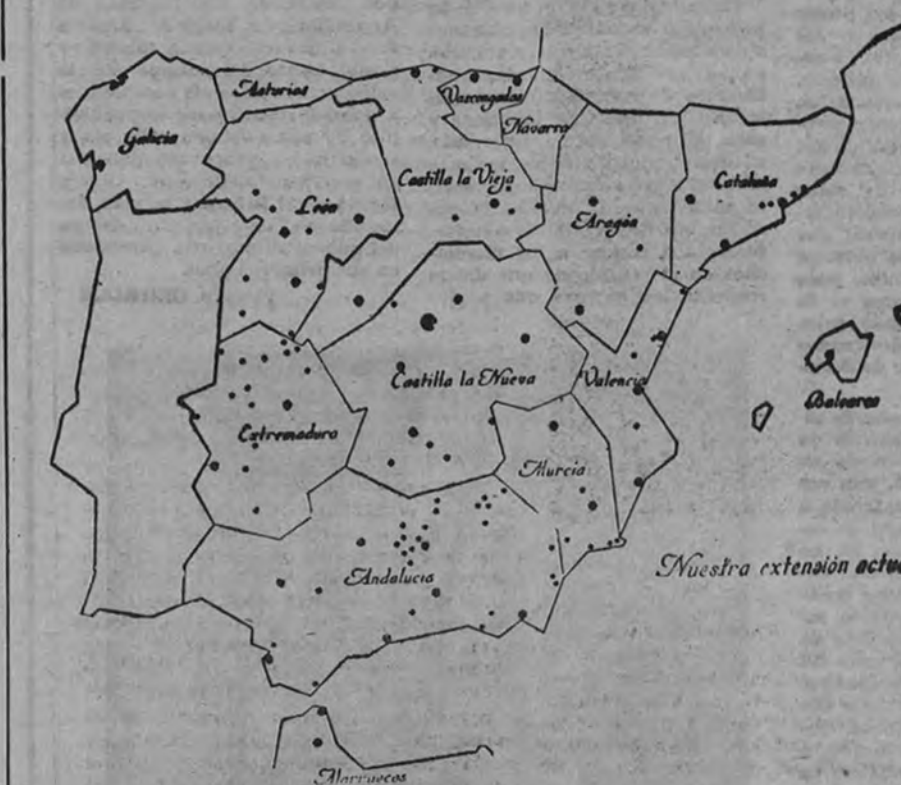 Asturias
Vascongadas
Navarra
Galicia
Castilla la Vieja
Cataluña
León
Aragón
Castilla la Nueva
Valencia
Baleares
Extremadura
Murcia
Nuestra extensión actu
Andalucia
Marruecos